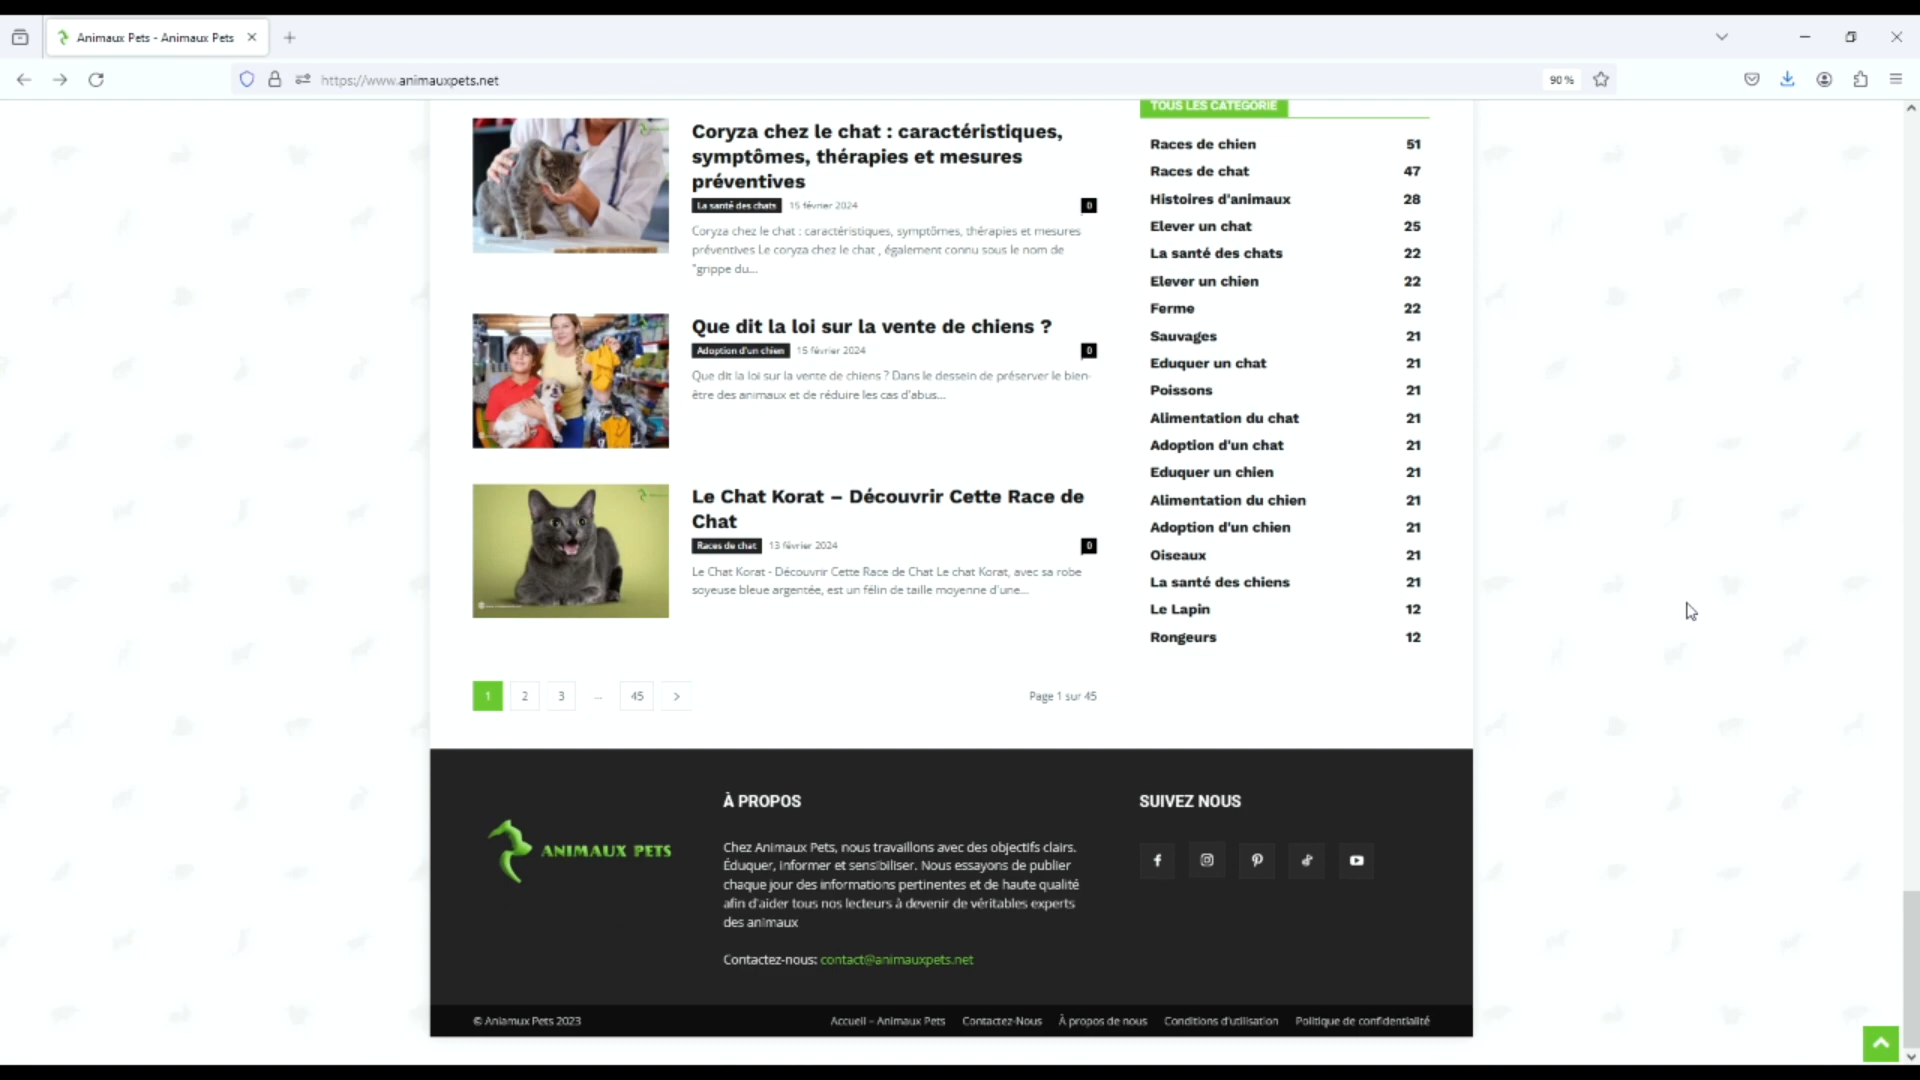 Animaux Pets - Animaux Pets
https://www.animauxpets.net
90%
Coryza chez le chat : caractéristiques,
symptômes, thérapies et mesures
préventives
La santé des chats 15 février 2024 0
Coryza chez le chat : caractéristiques, symptômes, thérapies et mesures
préventives Le coryza chez le chat , également connu sous le nom de
"grippe du...
Que dit la loi sur la vente de chiens ?
Adoption d'un chien 15 février 2024 0
Que dit la loi sur la vente de chiens ? Dans le dessein de préserver le bien-
être des animaux et de réduire les cas d'abus...
Le Chat Korat – Découvrir Cette Race de
Chat
Races de chat 13 février 2024 0
Le Chat Korat - Découvrir Cette Race de Chat Le chat Korat, avec sa robe
soyeuse bleue argentée, est un félin de taille moyenne d'une...
1 2 3 ... 45 >
Page 1 sur 45
TOUS LES CATEGORIE
Races de chien 51
Races de chat 47
Histoires d'animaux 28
Elever un chat 25
La santé des chats 22
Elever un chien 22
Ferme 22
Sauvages 21
Eduquer un chat 21
Poissons 21
Alimentation du chat 21
Adoption d'un chat 21
Eduquer un chien 21
Alimentation du chien 21
Adoption d'un chien 21
Oiseaux 21
La santé des chiens 21
Le Lapin 12
Rongeurs 12
ANIMAUX PETS
À PROPOS
Chez Animaux Pets, nous travaillons avec des objectifs clairs.
Éduquer, informer et sensibiliser. Nous essayons de publier
chaque jour des informations pertinentes et de haute qualité
afin d'aider tous nos lecteurs à devenir de véritables experts
des animaux
Contactez-nous: contact@animauxpets.net
SUIVEZ NOUS
© Aniamux Pets 2023
Accueil – Animaux Pets Contactez-Nous À propos de nous Conditions d'utilisation Politique de confidentialité